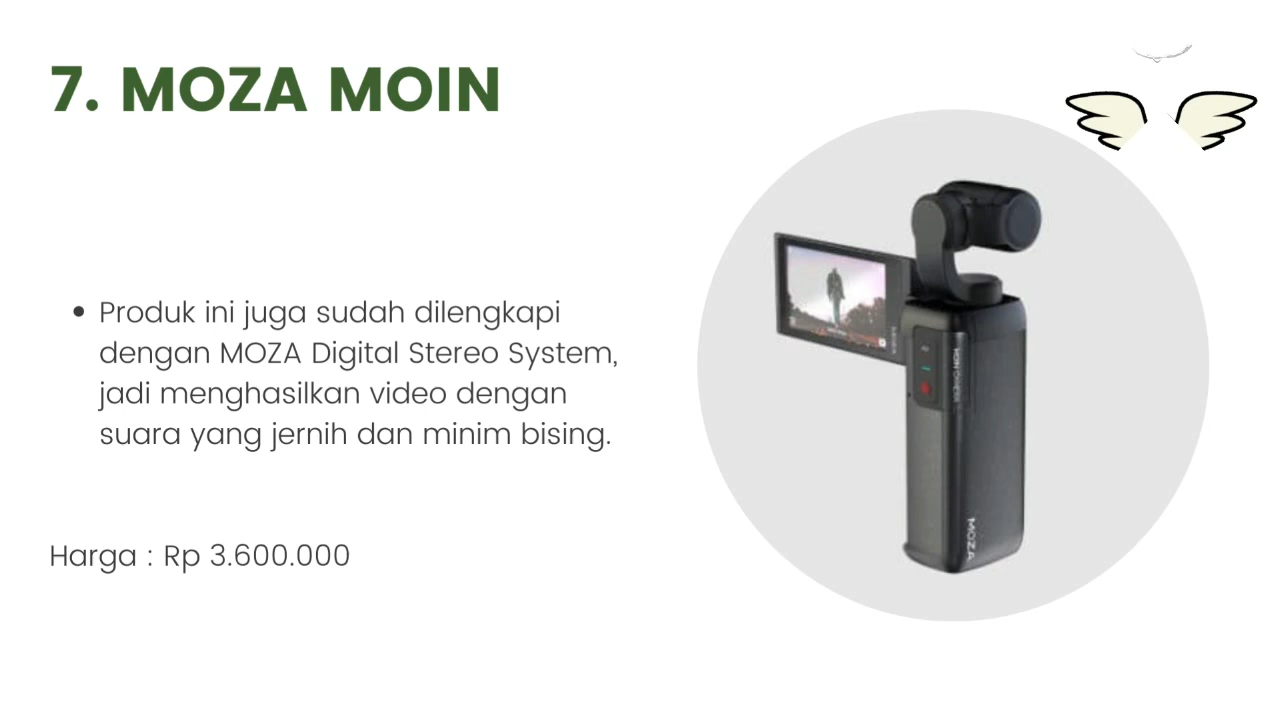 7. MOZA MOIN
• Produk ini juga sudah dilengkapi
dengan MOZA Digital Stereo System,
jadi menghasilkan video dengan
suara yang jernih dan minim bising.
Harga : Rp 3.600.000
MOZA